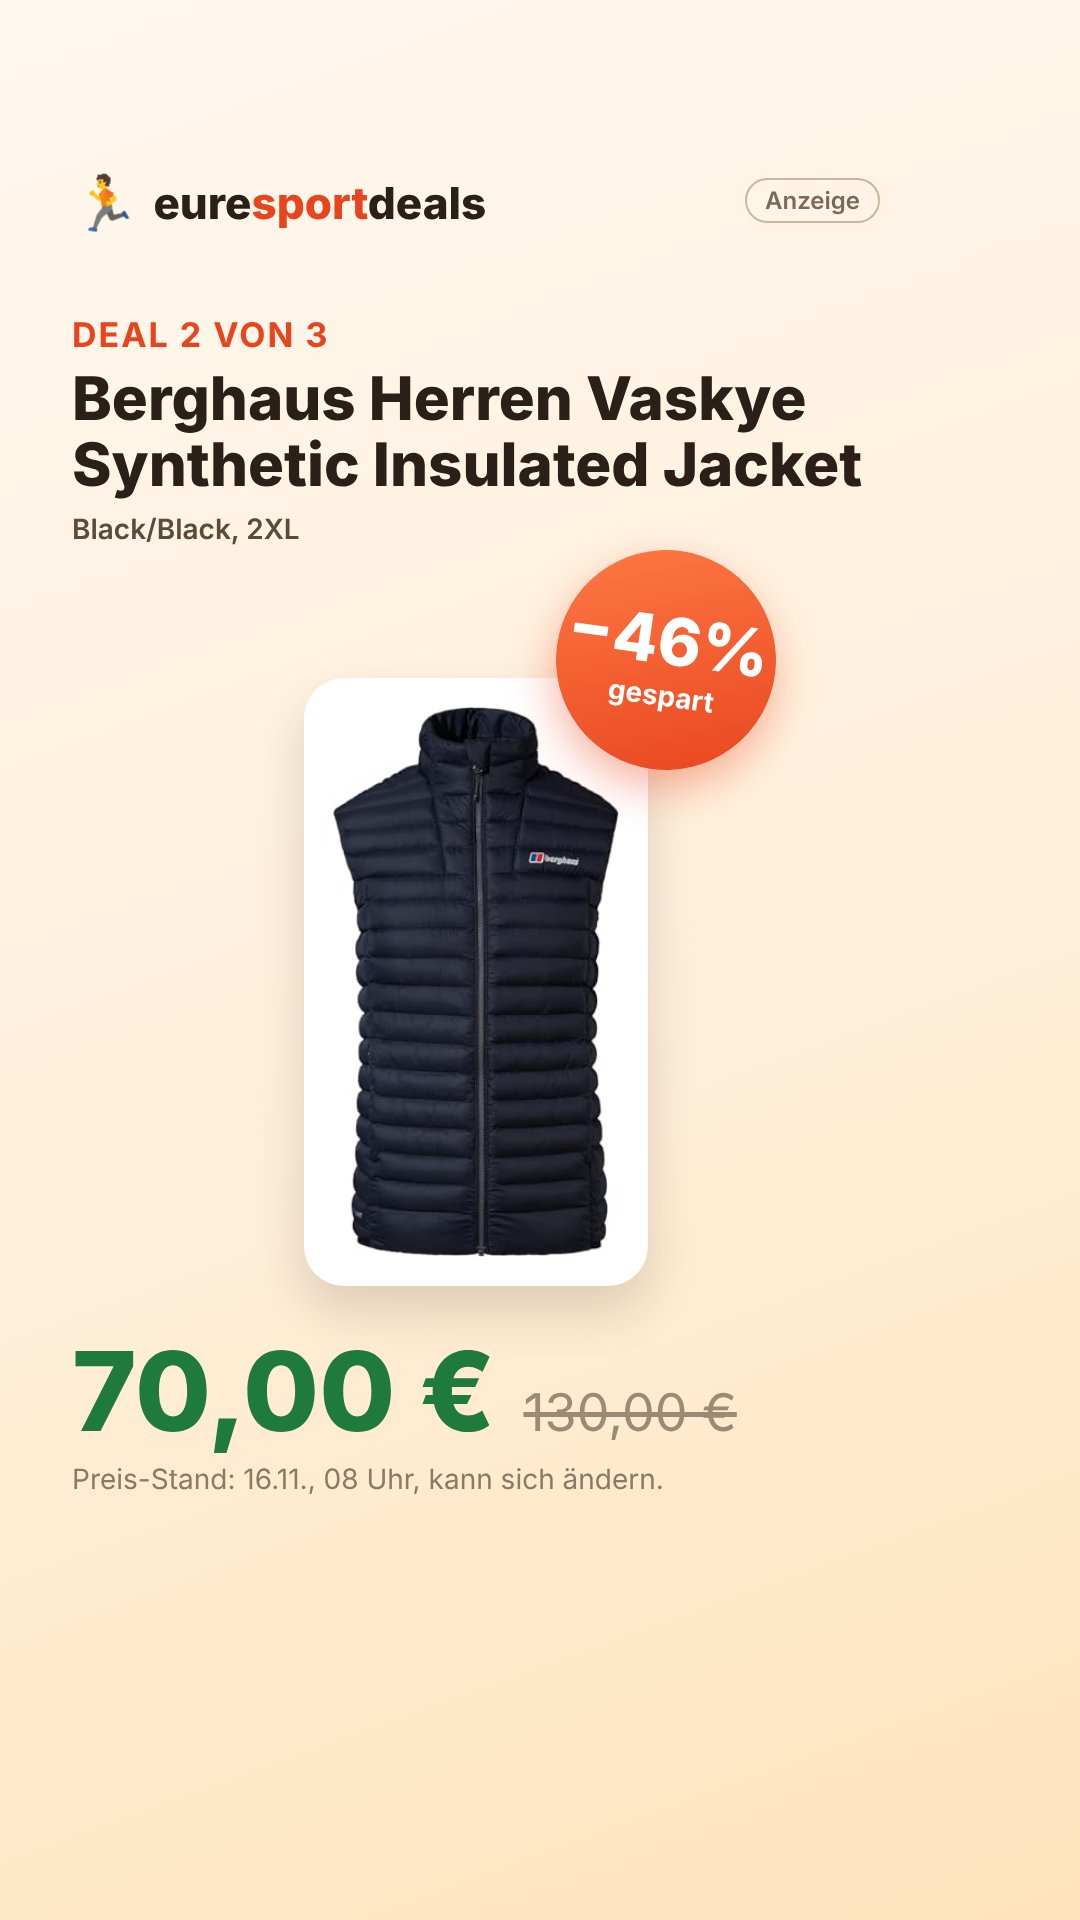 euresportdeals
Anzeige
DEAL 2 VON 3
Berghaus Herren Vaskye
Synthetic Insulated Jacket
Black/Black, 2XL
−46%
gespart
berghaus
70,00 € 130,00 €
Preis-Stand: 16.11., 08 Uhr, kann sich ändern.